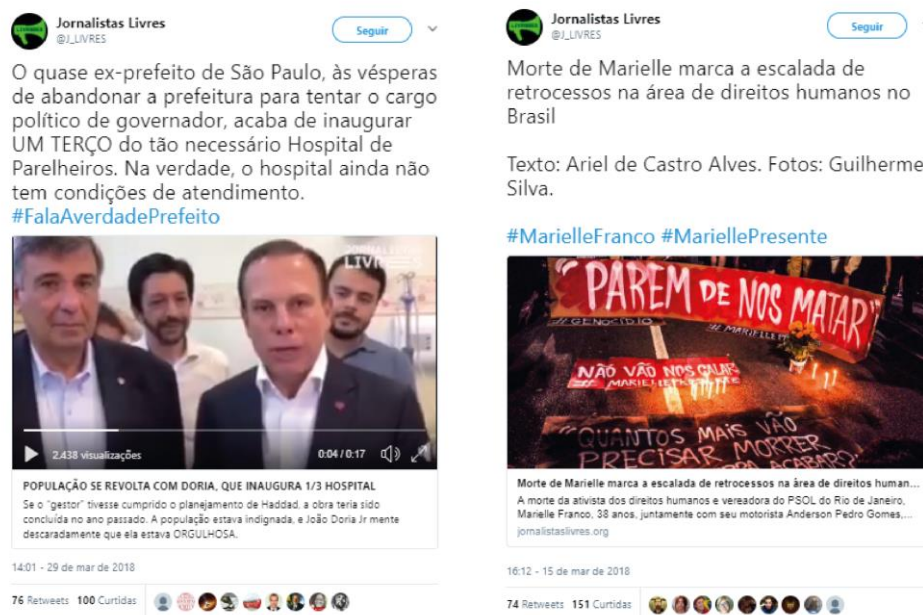 Jornalistas Livres
@J_LIVRES
Seguir
O quase ex-prefeito de São Paulo, às vésperas
de abandonar a prefeitura para tentar o cargo
político de governador, acaba de inaugurar
UM TERÇO do tão necessário Hospital de
Parelheiros. Na verdade, o hospital ainda não
tem condições de atendimento.
#FalaAverdadePrefeito
JORNALISTAS
LIVRES
2.438 visualizações
0:04 / 0:17
POPULAÇÃO SE REVOLTA COM DORIA, QUE INAUGURA 1/3 HOSPITAL
Se o "gestor" tivesse cumprido o planejamento de Haddad, a obra teria sido
concluída no ano passado. A população estava indignada, e João Doria Jr mente
descaradamente que ela estava ORGULHOSA.
14:01 - 29 de mar de 2018
76 Retweets 100 Curtidas
Jornalistas Livres
@J_LIVRES
Seguir
Morte de Marielle marca a escalada de
retrocessos na área de direitos humanos no
Brasil
Texto: Ariel de Castro Alves. Fotos: Guilherme
Silva.
#MarielleFranco #MariellePresente
"PAREM DE NOS MATAR"
# GENOCÍDIO
NÃO VÃO NOS CALAR
"QUANTOS MAIS VÃO
PRECISAR MORRER
ACABAR?
Morte de Marielle marca a escalada de retrocessos na área de direitos human...
A morte da ativista dos direitos humanos e vereadora do PSOL do Rio de Janeiro,
Marielle Franco, 38 anos, juntamente com seu motorista Anderson Pedro Gomes,...
jornalistaslivres.org
16:12 - 15 de mar de 2018
74 Retweets 151 Curtidas